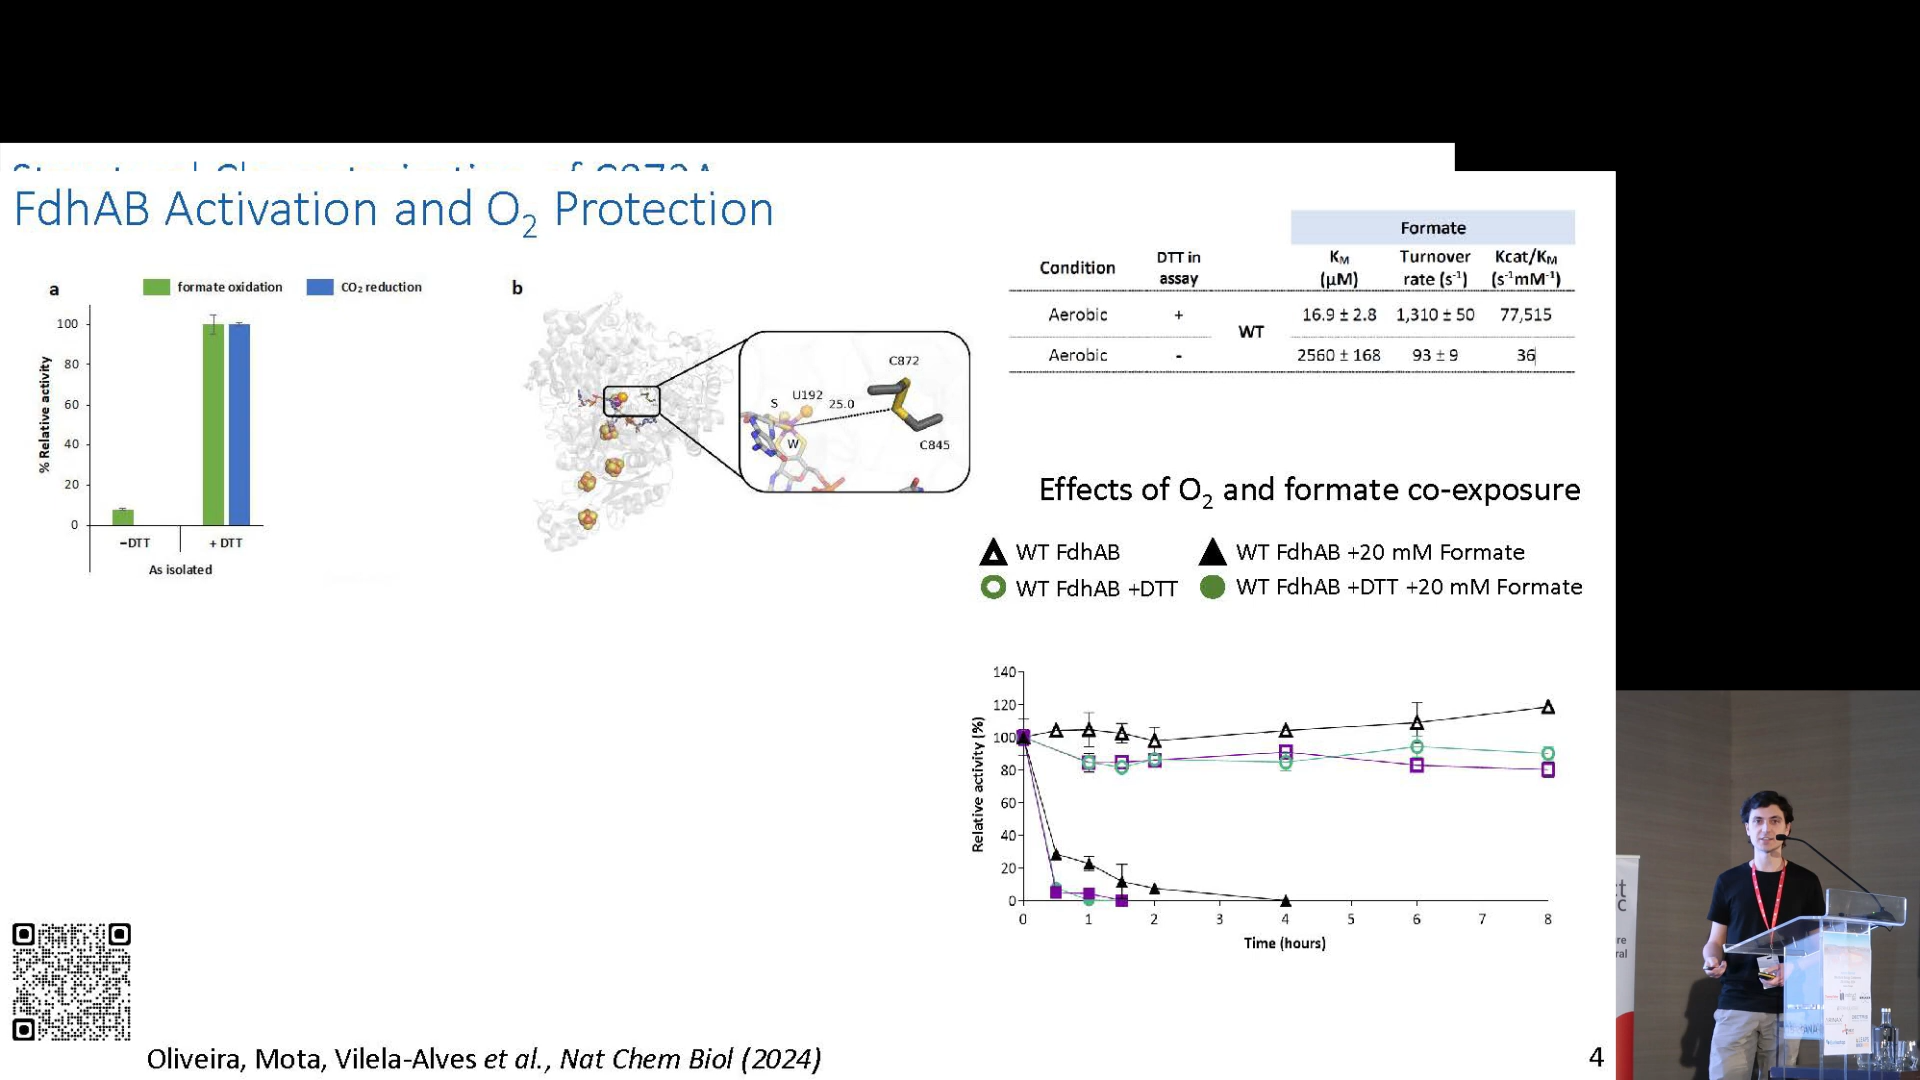 FdhAB Activation and O₂ Protection
a
formate oxidation
CO₂ reduction
% Relative activity
100
80
60
40
20
0
−DTT
+ DTT
As isolated
b
C872
U192
S
25.0
W
C845
Formate
Condition
DTT in assay
K_M (µM)
Turnover rate (s⁻¹)
Kcat/K_M (s⁻¹mM⁻¹)
Aerobic + 16.9 ± 2.8 1,310 ± 50 77,515
WT
Aerobic - 2560 ± 168 93 ± 9 36
Effects of O₂ and formate co-exposure
WT FdhAB
WT FdhAB +20 mM Formate
WT FdhAB +DTT
WT FdhAB +DTT +20 mM Formate
Relative activity (%)
140
120
100
80
60
40
20
0
0 1 2 3 4 5 6 7 8
Time (hours)
Oliveira, Mota, Vilela-Alves et al., Nat Chem Biol (2024)
4